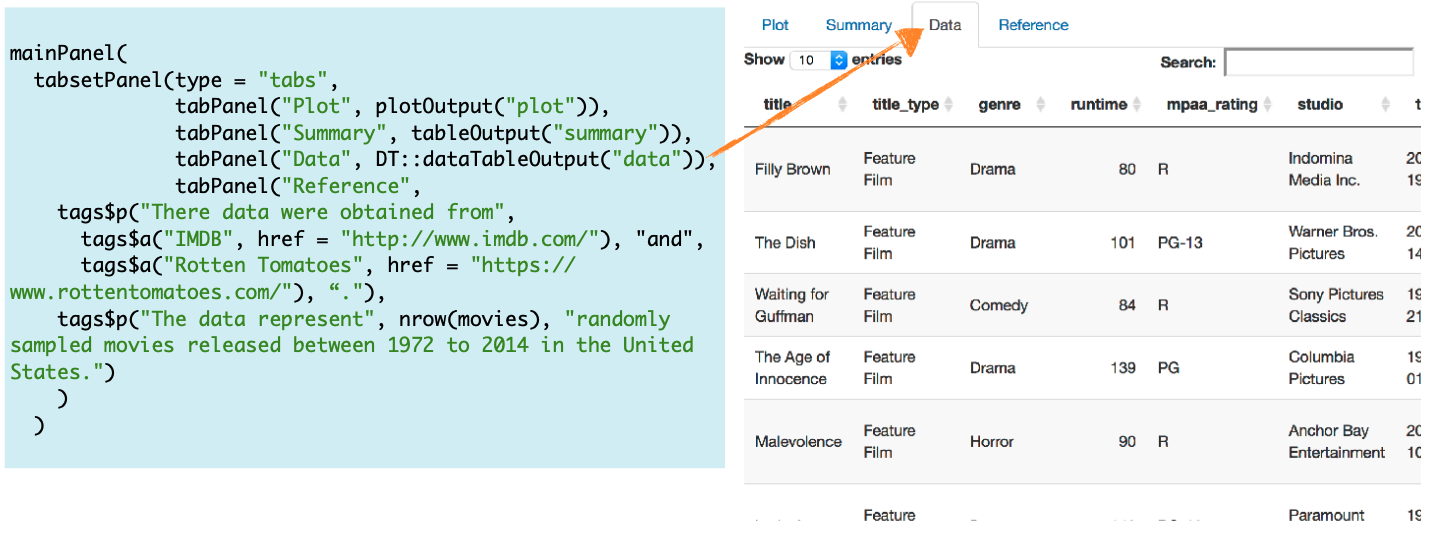 mainPanel(
tabsetPanel(type = "tabs",
tabPanel("Plot", plotOutput("plot")),
tabPanel("Summary", tableOutput("summary")),
tabPanel("Data", DT::dataTableOutput("data")),
tabPanel("Reference",
tags$p("There data were obtained from",
tags$a("IMDB", href = "http://www.imdb.com/"), "and",
tags$a("Rotten Tomatoes", href = "https://
www.rottentomatoes.com/"), “."),
tags$p("The data represent", nrow(movies), "randomly
sampled movies released between 1972 to 2014 in the United
States.")
)
)
Plot Summary Data Reference
Show 10 entries Search:
title title_type genre runtime mpaa_rating studio t
Filly Brown Feature Film Drama 80 R Indomina Media Inc. 20 19
The Dish Feature Film Drama 101 PG-13 Warner Bros. Pictures 20 14
Waiting for Guffman Feature Film Comedy 84 R Sony Pictures Classics 19 21
The Age of Innocence Feature Film Drama 139 PG Columbia Pictures 19 01
Malevolence Feature Film Horror 90 R Anchor Bay Entertainment 20 10
Feature Paramount 19